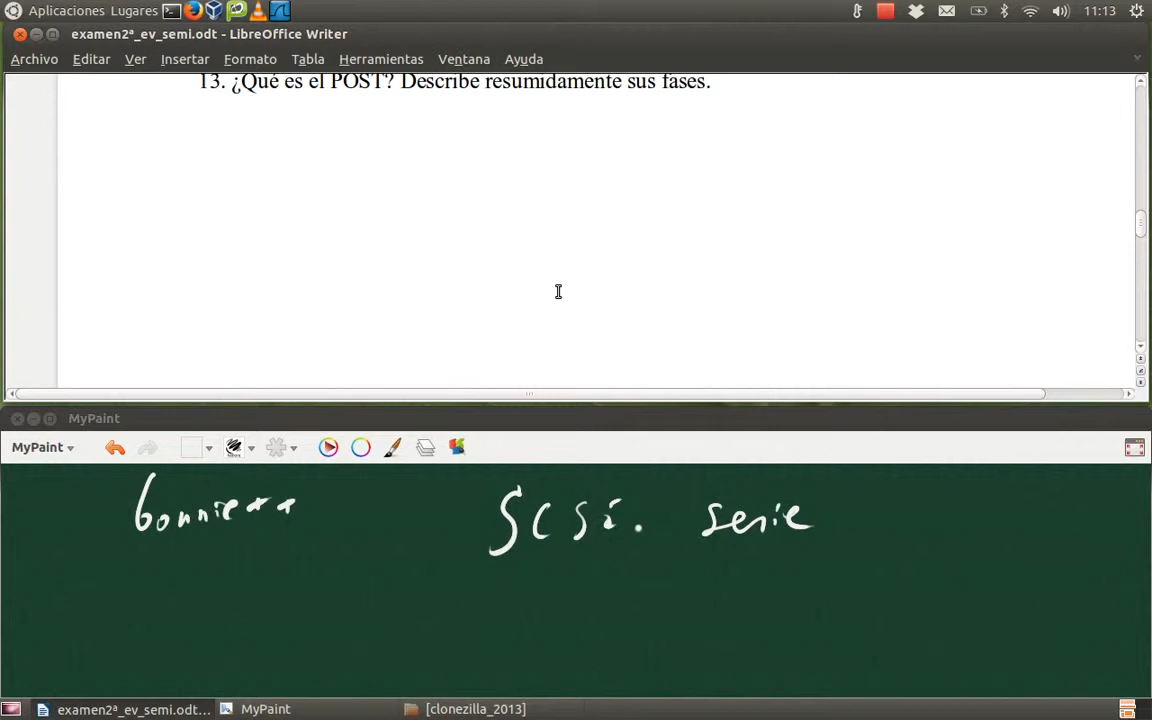 Aplicaciones Lugares 11:13
examen2ª_ev_semi.odt - LibreOffice Writer
Archivo Editar Ver Insertar Formato Tabla Herramientas Ventana Ayuda
13. ¿Qué es el POST? Describe resumidamente sus fases.
MyPaint
MyPaint
bonnie++ SCSi. serie
examen2ª_ev_semi.odt... MyPaint [clonezilla_2013]